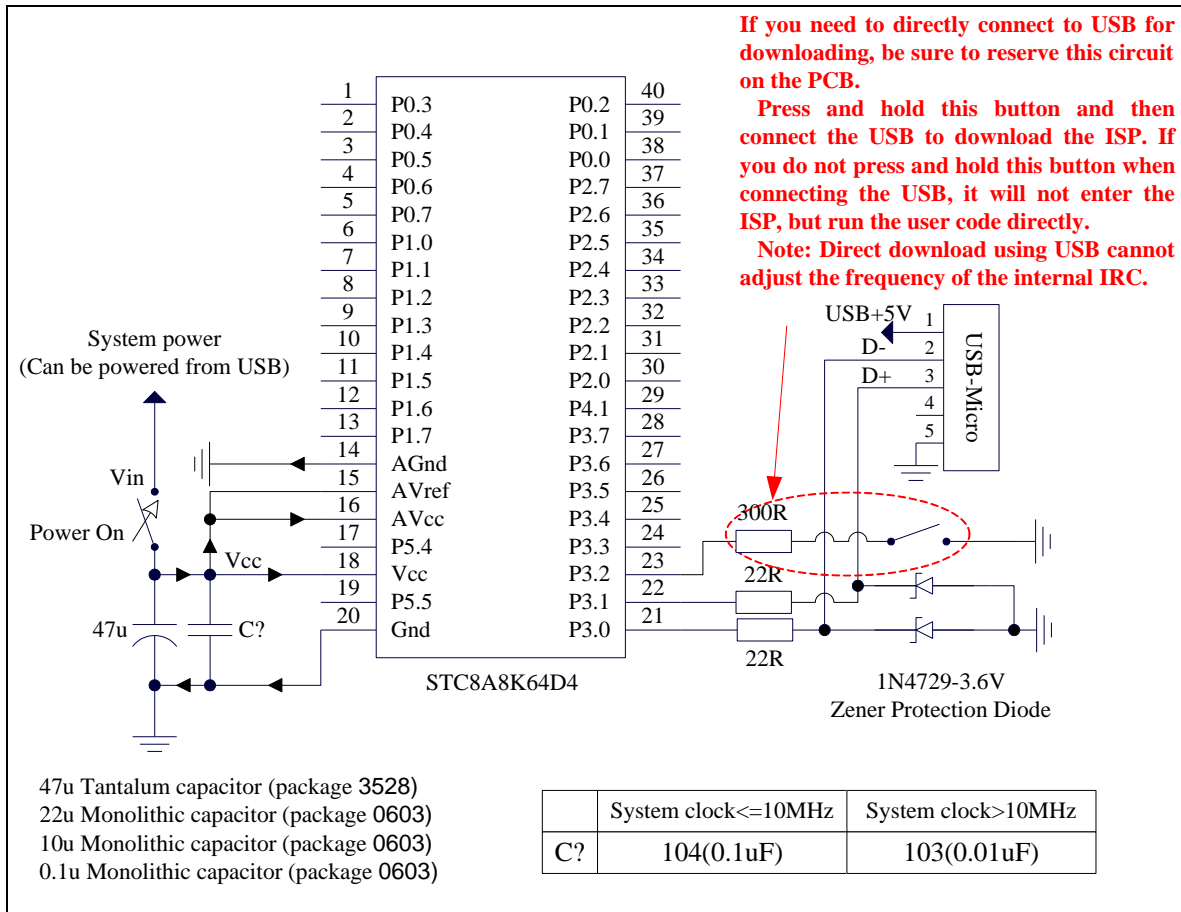 If you need to directly connect to USB for
downloading, be sure to reserve this circuit
on the PCB.
Press and hold this button and then
connect the USB to download the ISP. If
you do not press and hold this button when
connecting the USB, it will not enter the
ISP, but run the user code directly.
Note: Direct download using USB cannot
adjust the frequency of the internal IRC.
1 P0.3 P0.2 40
2 P0.4 P0.1 39
3 P0.5 P0.0 38
4 P0.6 P2.7 37
5 P0.7 P2.6 36
6 P1.0 P2.5 35
7 P1.1 P2.4 34
8 P1.2 P2.3 33
9 P1.3 P2.2 32
10 P1.4 P2.1 31
11 P1.5 P2.0 30
12 P1.6 P4.1 29
13 P1.7 P3.7 28
14 AGnd P3.6 27
15 AVref P3.5 26
16 AVcc P3.4 25
17 P5.4 P3.3 24
18 Vcc P3.2 23
19 P5.5 P3.1 22
20 Gnd P3.0 21
STC8A8K64D4
System power
(Can be powered from USB)
Vin
Power On
Vcc
47u
C?
USB+5V
D-
D+
1
2
3
4
5
USB-Micro
300R
22R
22R
1N4729-3.6V
Zener Protection Diode
47u Tantalum capacitor (package 3528)
22u Monolithic capacitor (package 0603)
10u Monolithic capacitor (package 0603)
0.1u Monolithic capacitor (package 0603)
System clock<=10MHz System clock>10MHz
C? 104(0.1uF) 103(0.01uF)